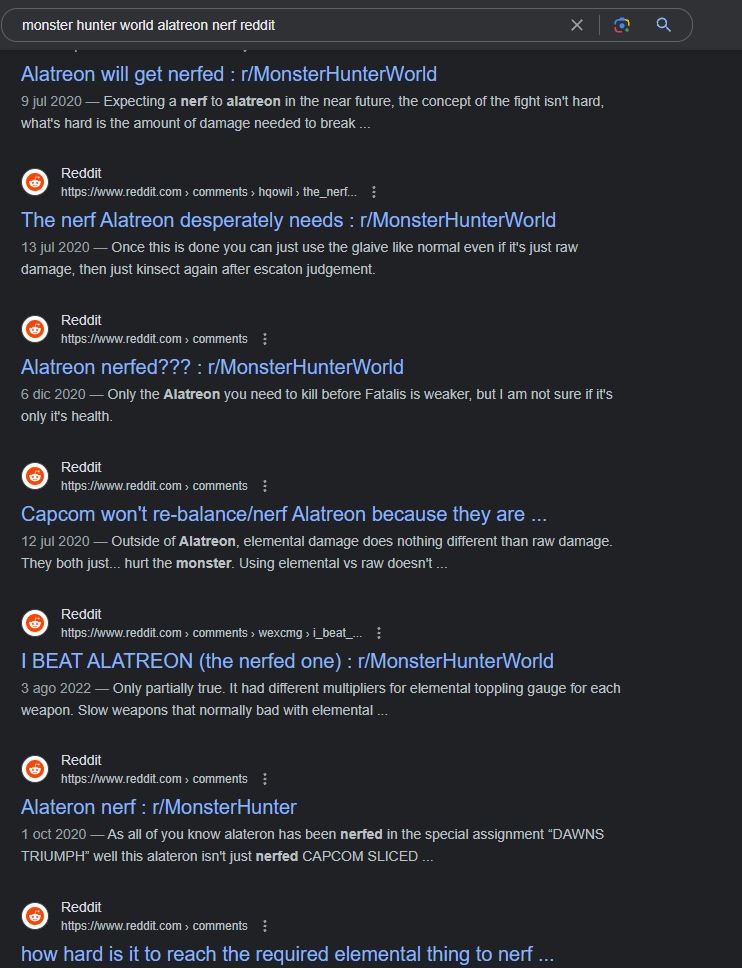 monster hunter world alatreon nerf reddit
Alatreon will get nerfed : r/MonsterHunterWorld
9 jul 2020 — Expecting a nerf to alatreon in the near future, the concept of the fight isn't hard,
what's hard is the amount of damage needed to break ...
Reddit
https://www.reddit.com › comments › hqowil › the_nerf...
The nerf Alatreon desperately needs : r/MonsterHunterWorld
13 jul 2020 — Once this is done you can just use the glaive like normal even if it's just raw
damage, then just kinsect again after escaton judgement.
Reddit
https://www.reddit.com › comments
Alatreon nerfed??? : r/MonsterHunterWorld
6 dic 2020 — Only the Alatreon you need to kill before Fatalis is weaker, but I am not sure if it's
only it's health.
Reddit
https://www.reddit.com › comments
Capcom won't re-balance/nerf Alatreon because they are ...
12 jul 2020 — Outside of Alatreon, elemental damage does nothing different than raw damage.
They both just... hurt the monster. Using elemental vs raw doesn't ...
Reddit
https://www.reddit.com › comments › wexcmg › i_beat_...
I BEAT ALATREON (the nerfed one) : r/MonsterHunterWorld
3 ago 2022 — Only partially true. It had different multipliers for elemental toppling gauge for each
weapon. Slow weapons that normally bad with elemental ...
Reddit
https://www.reddit.com › comments
Alateron nerf : r/MonsterHunter
1 oct 2020 — As all of you know alateron has been nerfed in the special assignment “DAWNS
TRIUMPH” well this alateron isn't just nerfed CAPCOM SLICED ...
Reddit
https://www.reddit.com › comments
how hard is it to reach the required elemental thing to nerf ...